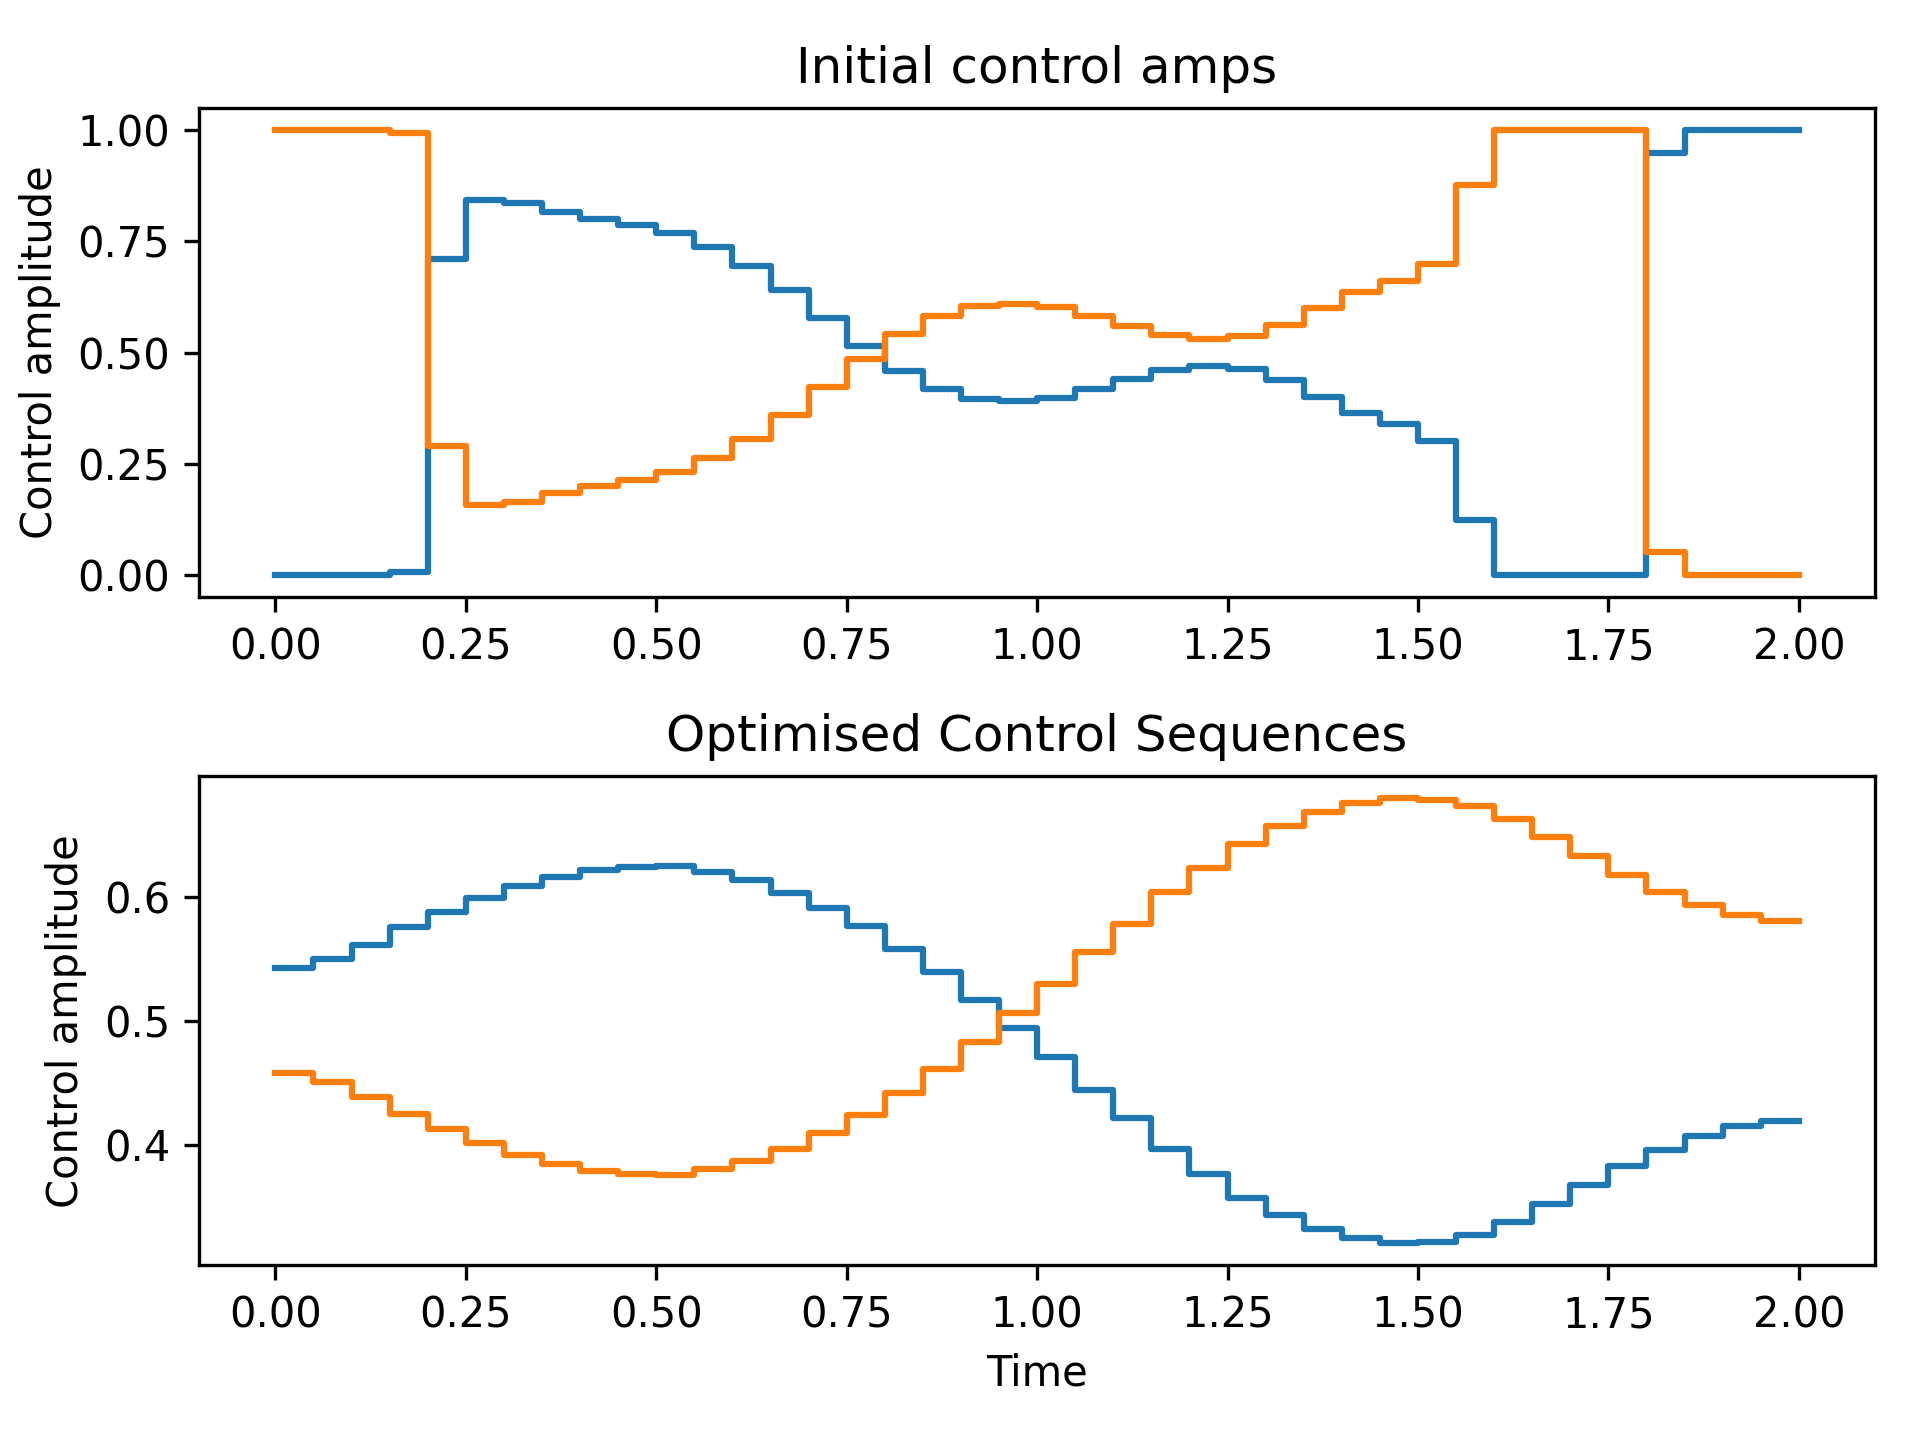 Initial control amps
Control amplitude
1.00
0.75
0.50
0.25
0.00
0.00 0.25 0.50 0.75 1.00 1.25 1.50 1.75 2.00
Optimised Control Sequences
Control amplitude
0.6
0.5
0.4
0.00 0.25 0.50 0.75 1.00 1.25 1.50 1.75 2.00
Time